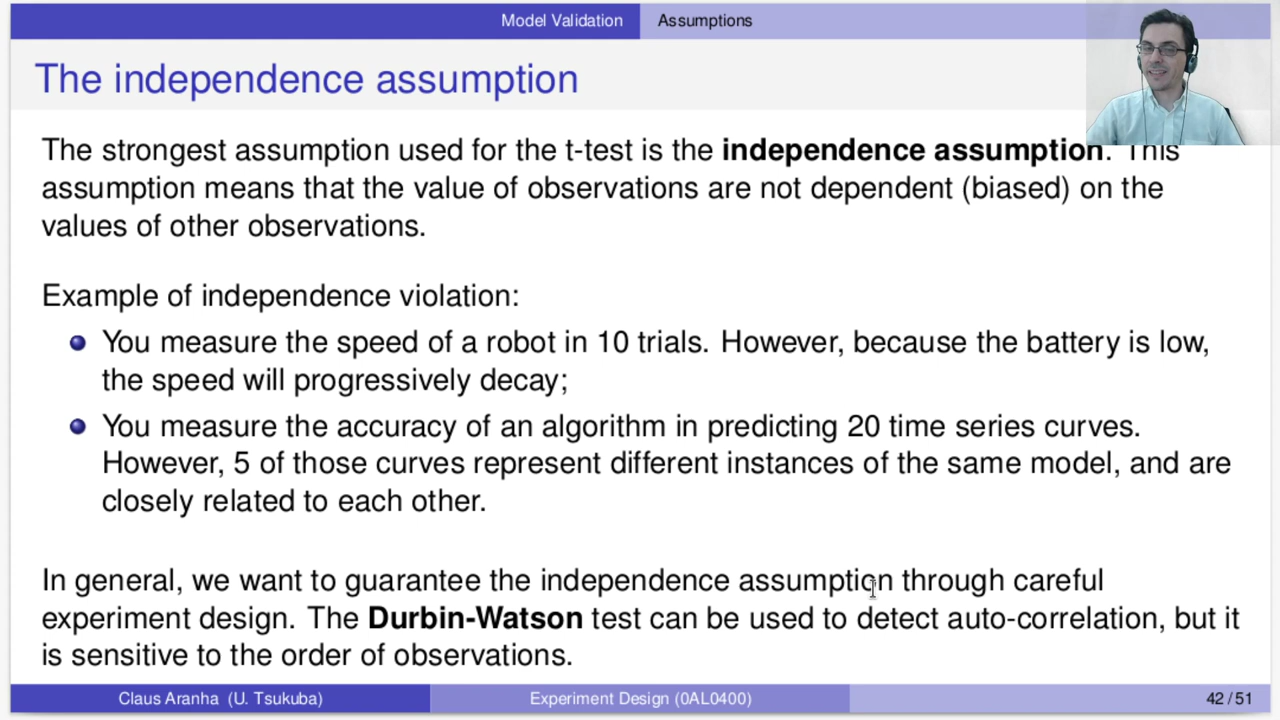 Model Validation
Assumptions
The independence assumption
The strongest assumption used for the t-test is the independence assumption. This
assumption means that the value of observations are not dependent (biased) on the
values of other observations.
Example of independence violation:
You measure the speed of a robot in 10 trials. However, because the battery is low,
the speed will progressively decay;
You measure the accuracy of an algorithm in predicting 20 time series curves.
However, 5 of those curves represent different instances of the same model, and are
closely related to each other.
In general, we want to guarantee the independence assumption through careful
experiment design. The Durbin-Watson test can be used to detect auto-correlation, but it
is sensitive to the order of observations.
Claus Aranha (U. Tsukuba)
Experiment Design (0AL0400)
42 / 51